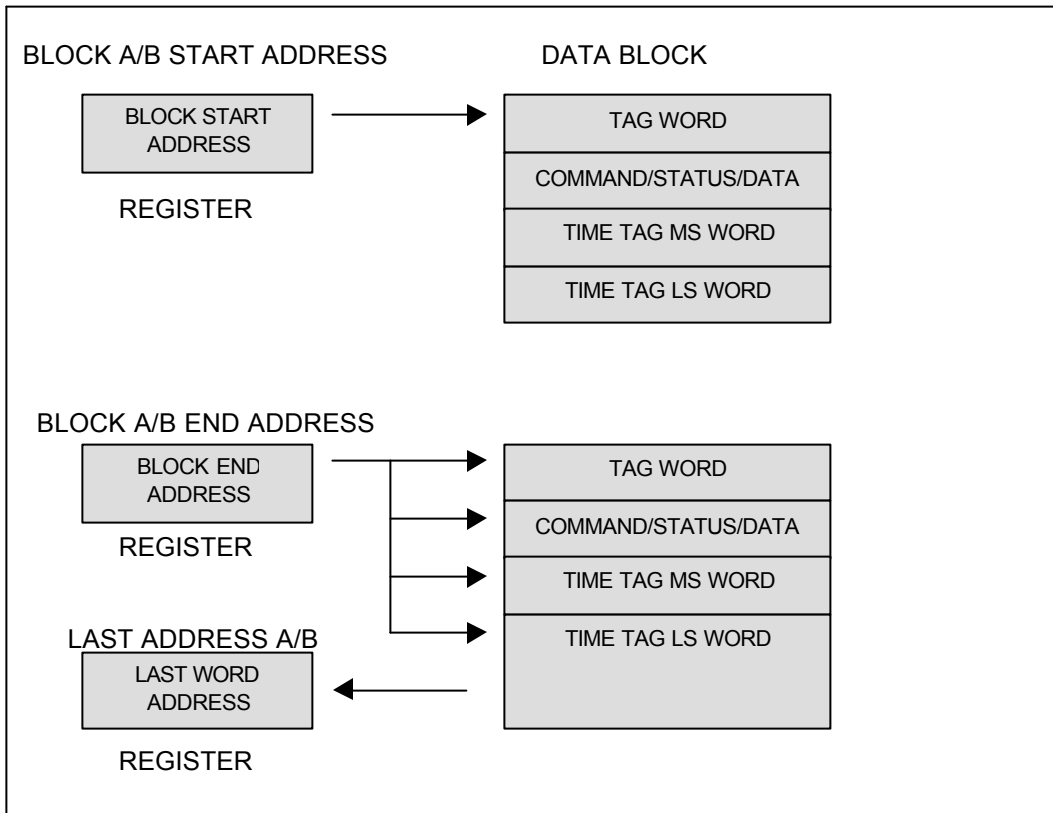 BLOCK A/B START ADDRESS
DATA BLOCK
BLOCK START
ADDRESS
REGISTER
TAG WORD
COMMAND/STATUS/DATA
TIME TAG MS WORD
TIME TAG LS WORD
BLOCK A/B END ADDRESS
BLOCK END
ADDRESS
REGISTER
TAG WORD
COMMAND/STATUS/DATA
TIME TAG MS WORD
TIME TAG LS WORD
LAST ADDRESS A/B
LAST WORD
ADDRESS
REGISTER